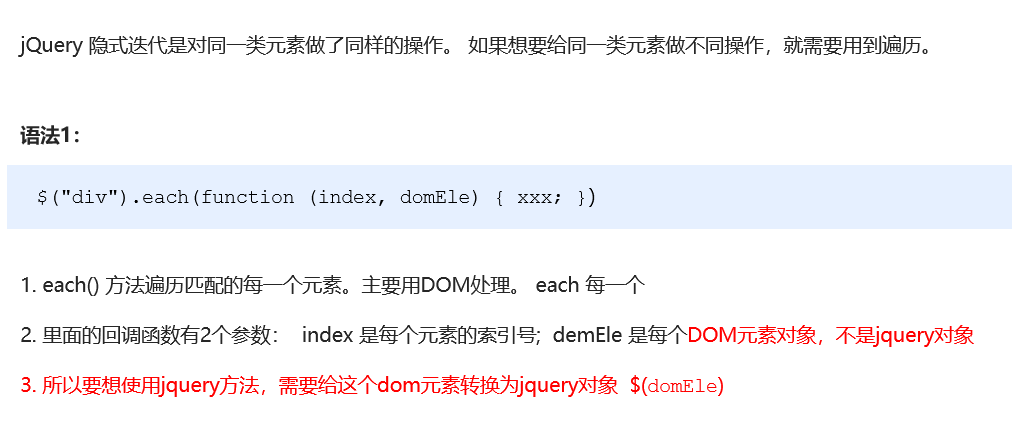 jQuery 隐式迭代是对同一类元素做了同样的操作。 如果想要给同一类元素做不同操作，就需要用到遍历。
语法1：
$("div").each(function (index, domEle) { xxx; })
1. each() 方法遍历匹配的每一个元素。主要用DOM处理。 each 每一个
2. 里面的回调函数有2个参数： index 是每个元素的索引号; demEle 是每个DOM元素对象，不是jquery对象
3. 所以要想使用jquery方法，需要给这个dom元素转换为jquery对象 $(domEle)